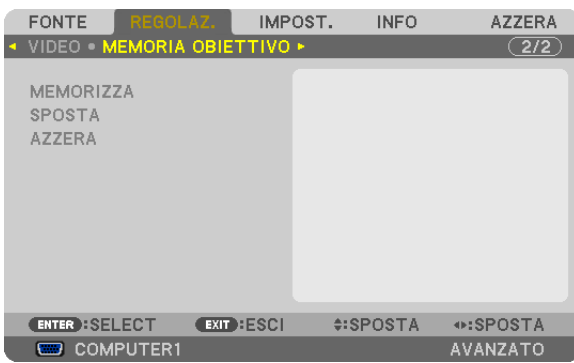 FONTE REGOLAZ. IMPOST. INFO AZZERA
VIDEO • MEMORIA OBIETTIVO 2/2
MEMORIZZA
SPOSTA
AZZERA
ENTER :SELECT EXIT :ESCI :SPOSTA :SPOSTA
COMPUTER1 AVANZATO